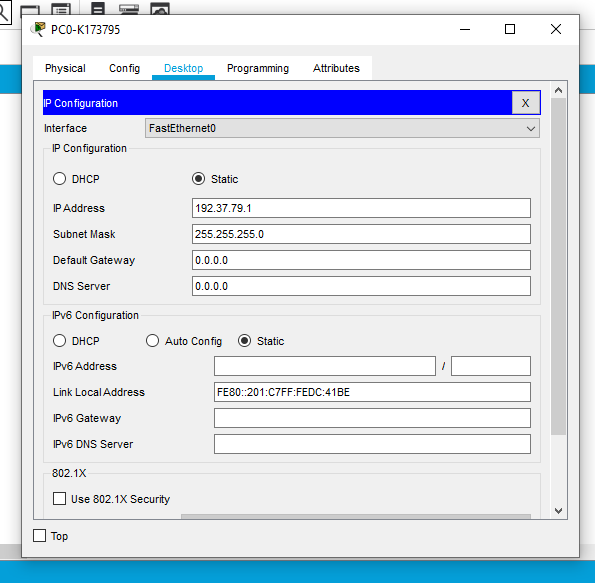 PC0-K173795
Physical Config Desktop Programming Attributes
IP Configuration X
Interface FastEthernet0
IP Configuration
DHCP Static
IP Address 192.37.79.1
Subnet Mask 255.255.255.0
Default Gateway 0.0.0.0
DNS Server 0.0.0.0
IPv6 Configuration
DHCP Auto Config Static
IPv6 Address /
Link Local Address FE80::201:C7FF:FEDC:41BE
IPv6 Gateway
IPv6 DNS Server
802.1X
Use 802.1X Security
Top